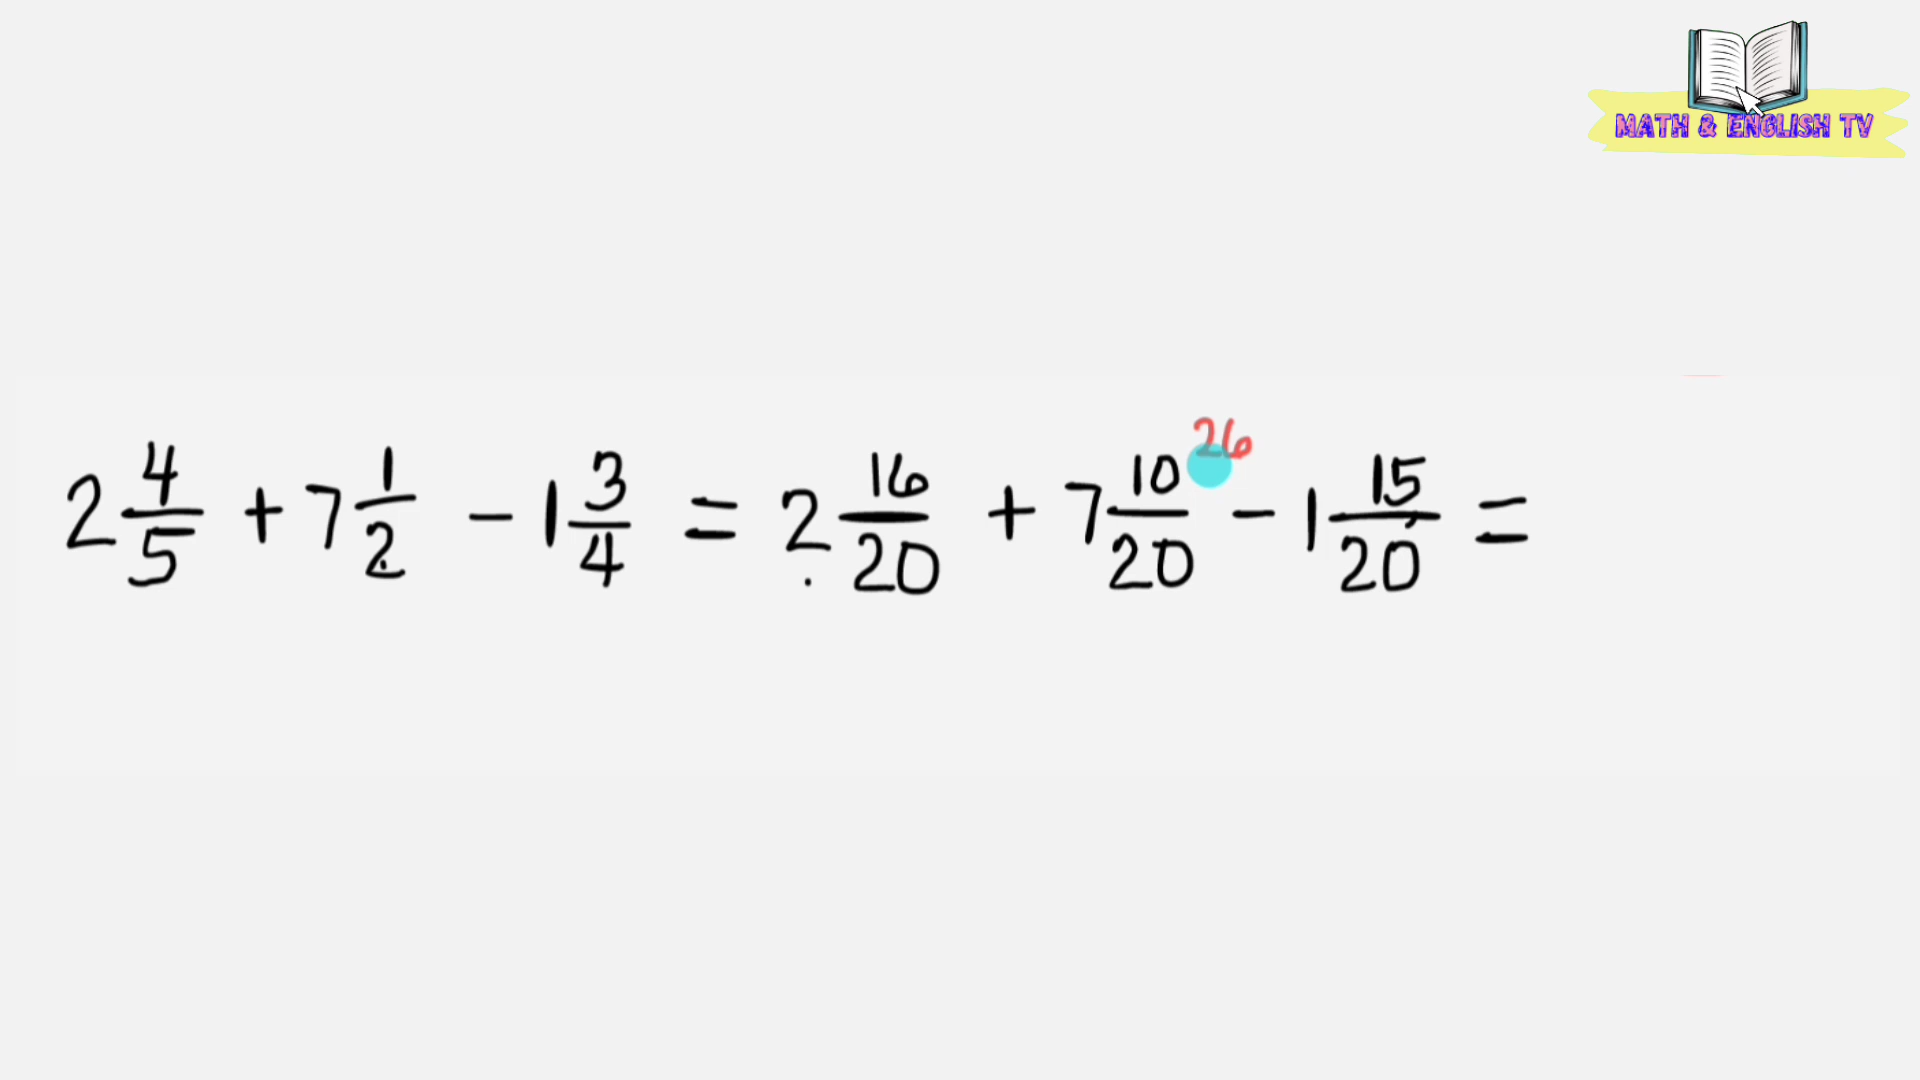 MATH & ENGLISH TV
26
2 4/5 + 7 1/2 - 1 3/4 = 2 16/20 + 7 10/20 - 1 15/20 =